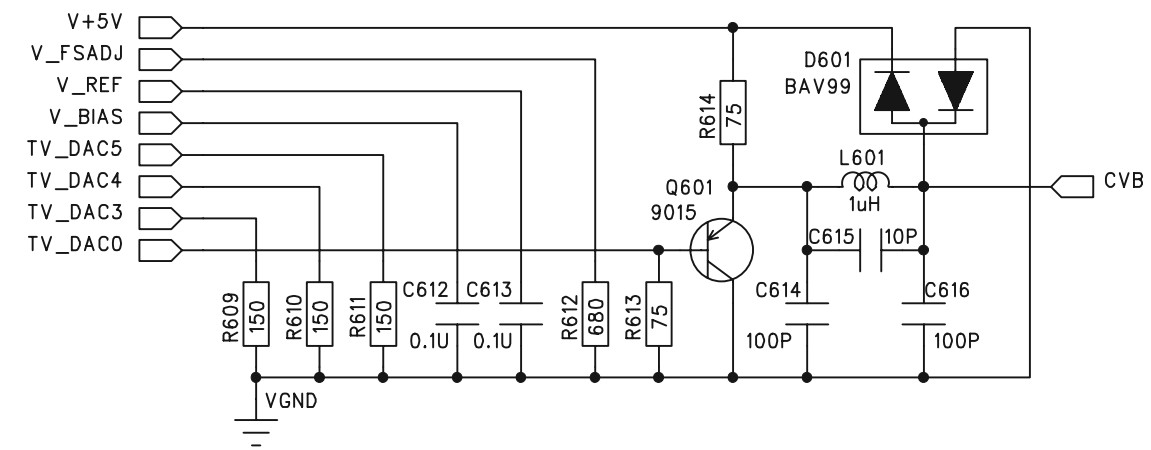 V+5V
V_FSADJ
V_REF
V_BIAS
TV_DAC5
TV_DAC4
TV_DAC3
TV_DAC0
R609
150
R610
150
R611
150
C612
0.1U
C613
0.1U
R612
680
R613
75
VGND
R614
75
Q601
9015
D601
BAV99
L601
1uH
C615
10P
C614
100P
C616
100P
CVB